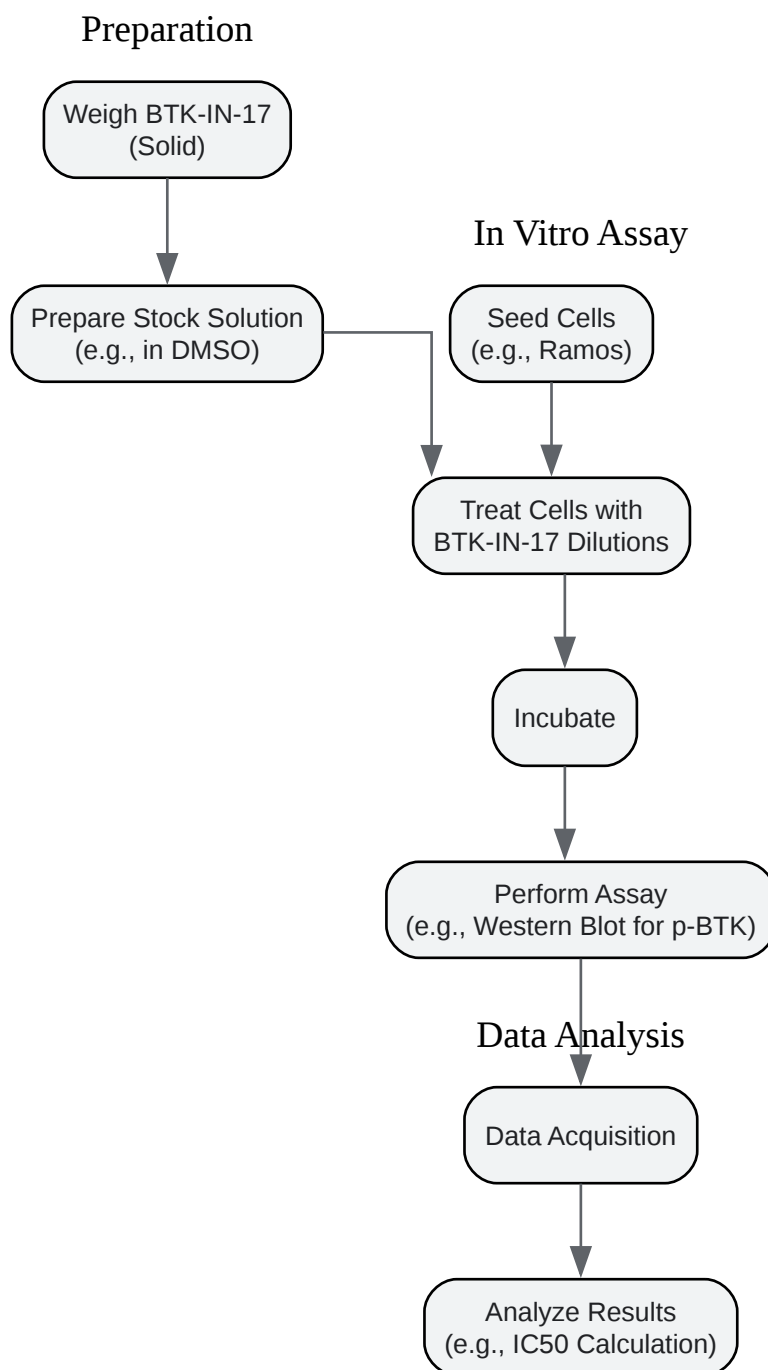 Preparation
Weigh BTK-IN-17
(Solid)
In Vitro Assay
Prepare Stock Solution
(e.g., in DMSO)
Seed Cells
(e.g., Ramos)
Treat Cells with
BTK-IN-17 Dilutions
Incubate
Perform Assay
(e.g., Western Blot for p-BTK)
Data Analysis
Data Acquisition
Analyze Results
(e.g., IC50 Calculation)